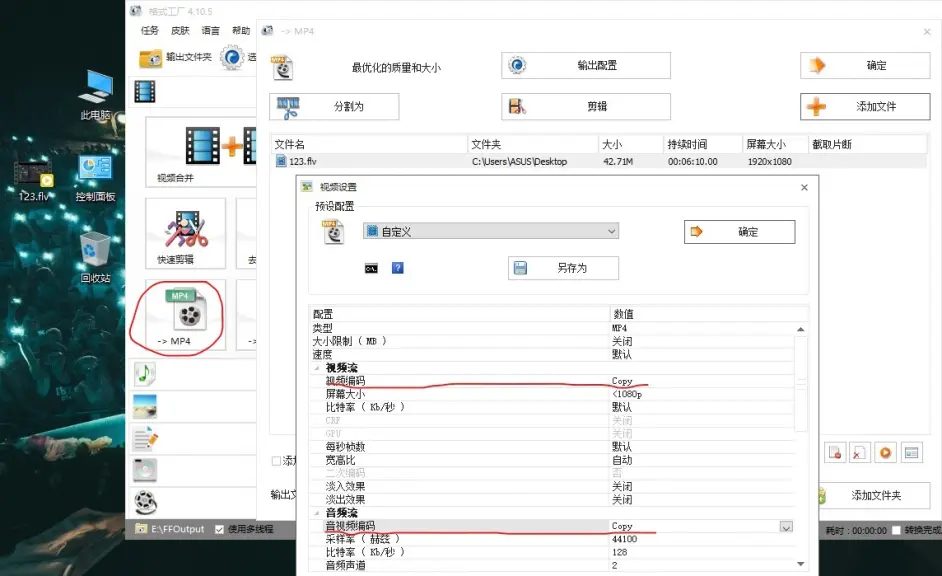 格式工厂 4.10.5
任务 皮肤 语言 帮助
输出文件夹 选
-> MP4
最优化的质量和大小
输出配置
确定
分割为
剪辑
添加文件
文件名 文件夹 大小 持续时间 屏幕大小 截取片断
123.flv C:\Users\ASUS\Desktop 42.71M 00:06:10.00 1920x1080
此电脑
123.flv
控制面板
回收站
视频合并
快速剪辑
去
MP4
-> MP4
->
视频设置
预设配置
MP4
自定义
确定
另存为
配置 数值
类型 MP4
大小限制 ( MB ) 关闭
速度 默认
视频流
视频编码 Copy
屏幕大小 <1080p
比特率 ( Kb/秒 ) 默认
CRF 关闭
GPU 关闭
每秒帧数 默认
宽高比 自动
二次编码 否
淡入效果 关闭
淡出效果 关闭
音频流
音视频编码 Copy
采样率 ( 赫兹 ) 44100
比特率 ( Kb/秒 ) 128
音频声道 2
添加
输出文
添加文件夹
E:\FFOutput 使用多线程
耗时 : 00:00:00 转换完成